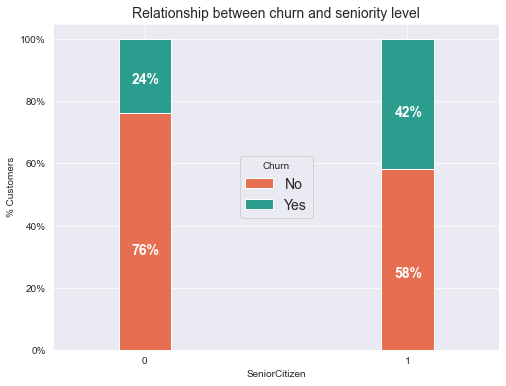 Relationship between churn and seniority level
100%
80%
60%
40%
20%
0%
% Customers
24%
76%
42%
58%
Churn
No
Yes
0
1
SeniorCitizen